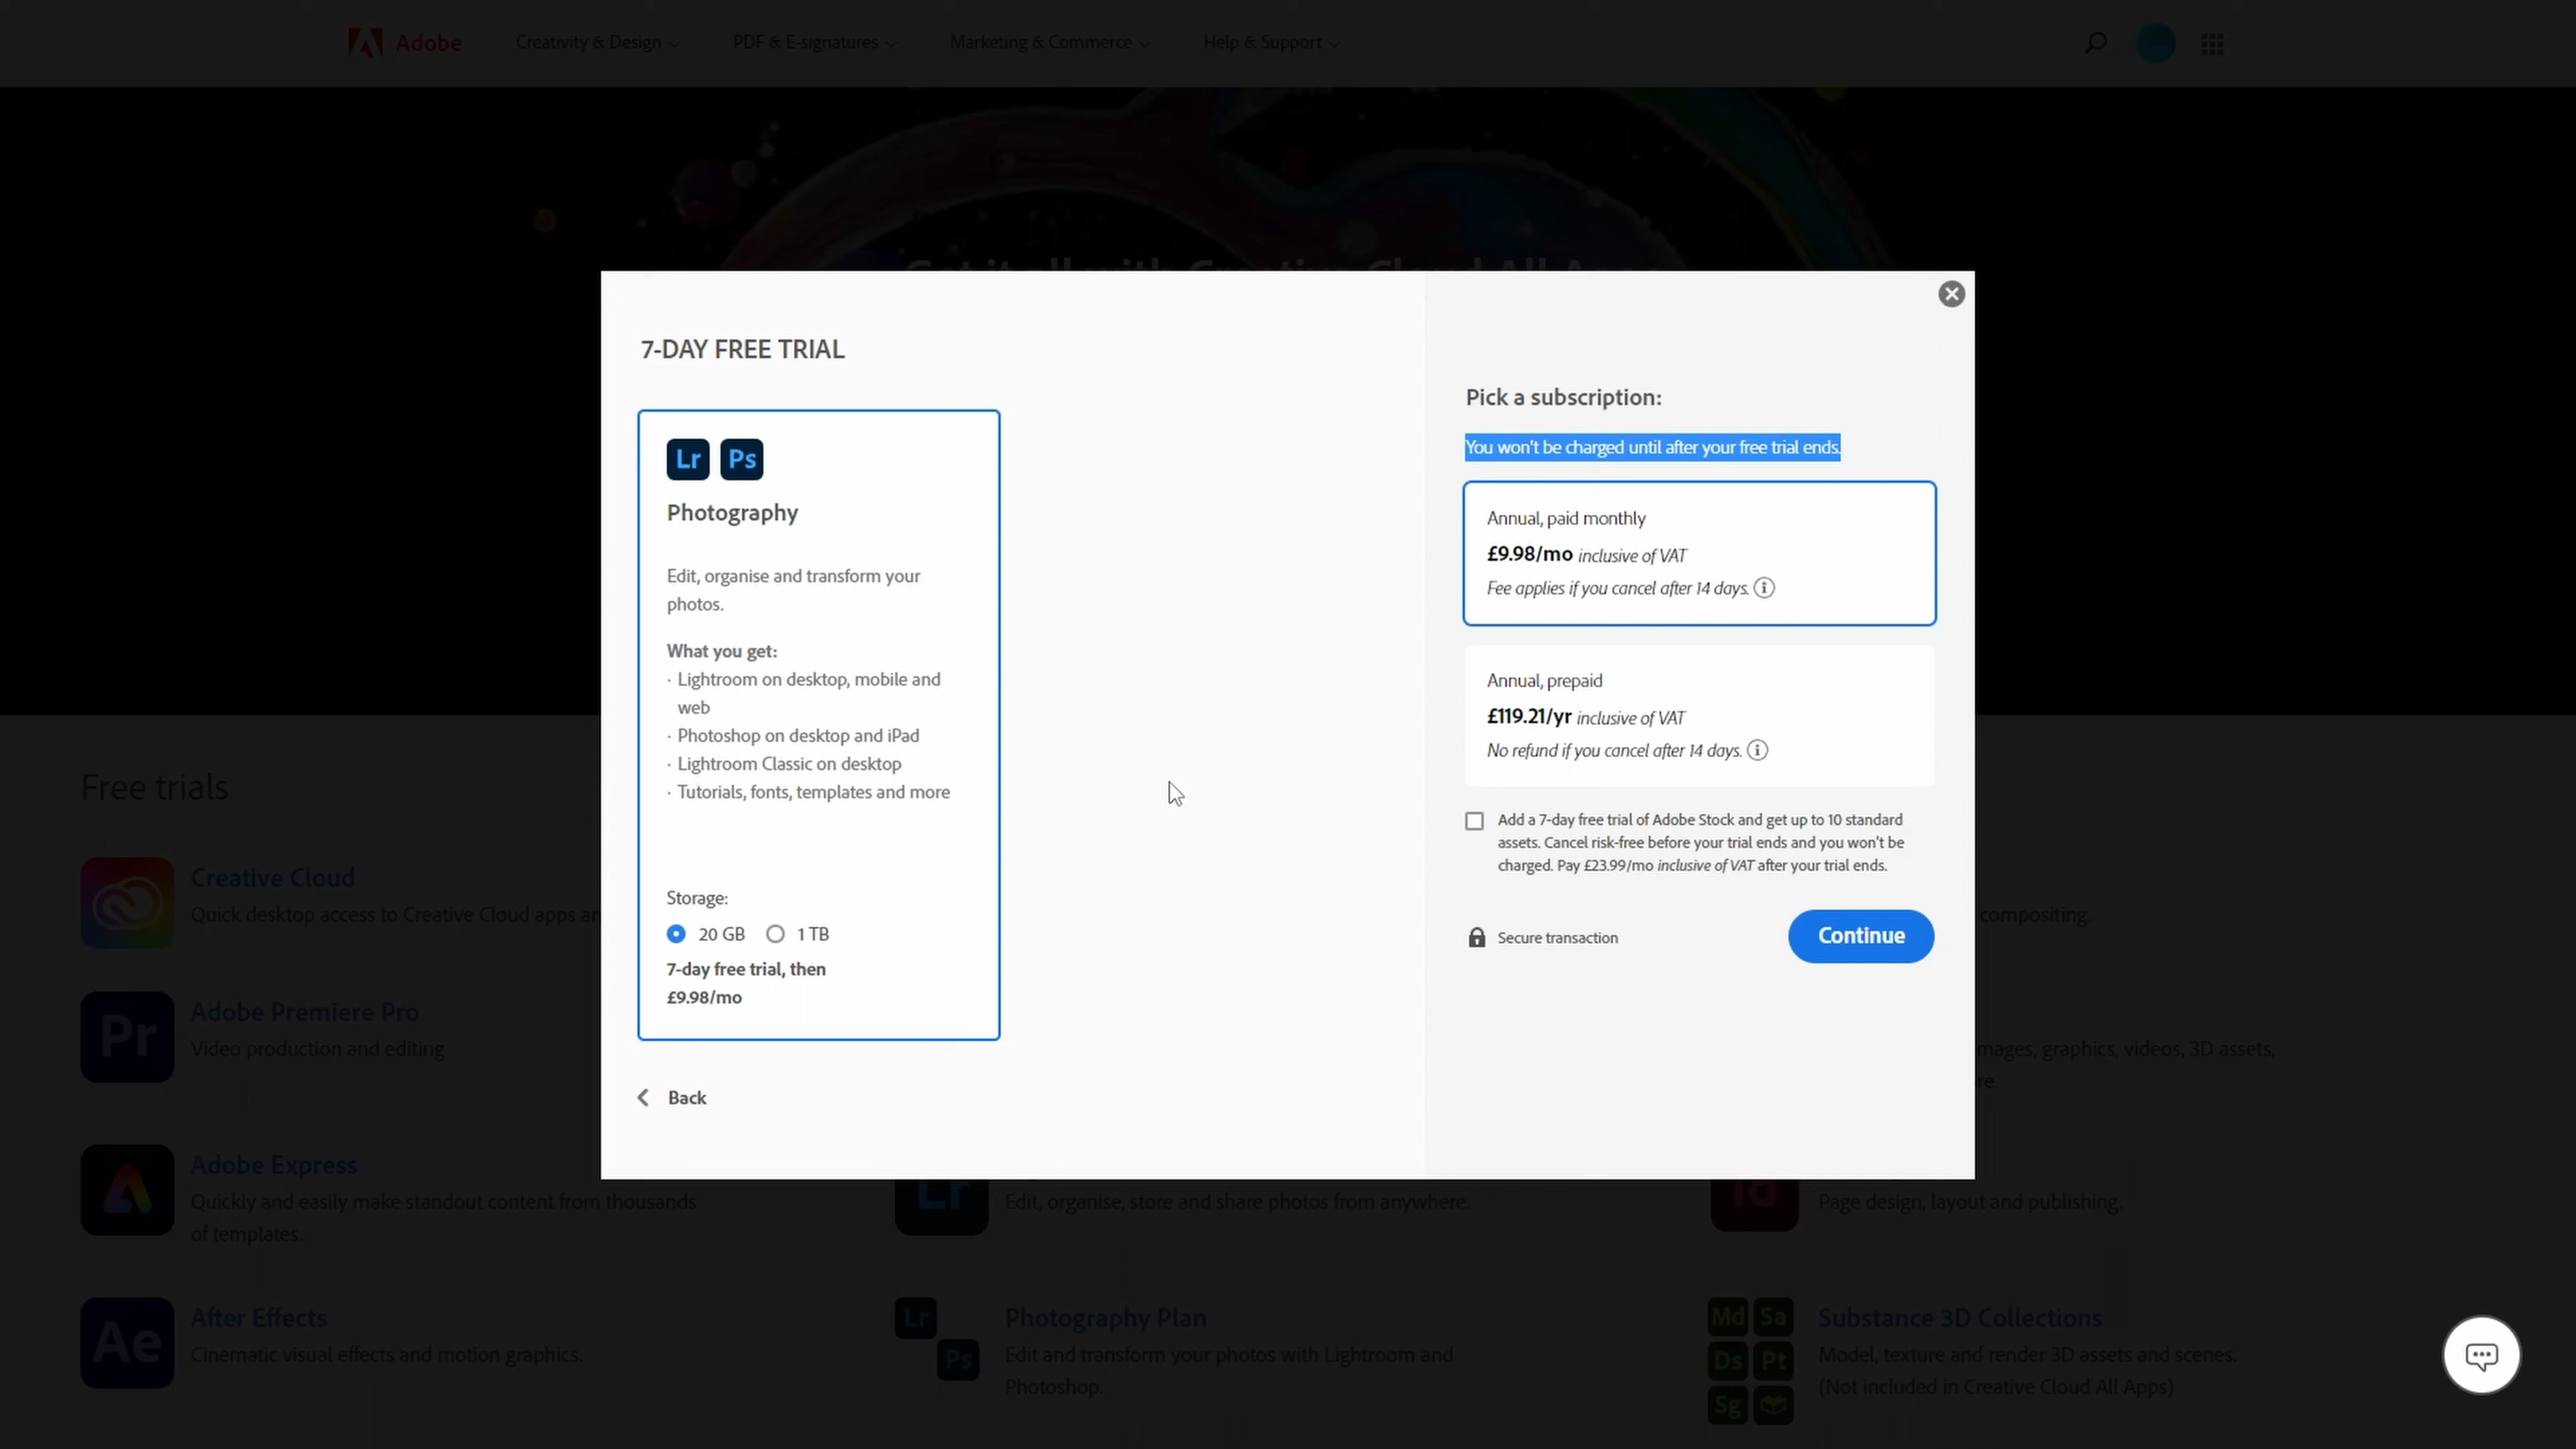 Adobe
Creativity & Design
PDF & E-signatures
Marketing & Commerce
Help & Support
Get it all with Creative Cloud All Apps
7-DAY FREE TRIAL
Lr Ps
Photography
Edit, organise and transform your
photos.
What you get:
· Lightroom on desktop, mobile and
web
· Photoshop on desktop and iPad
· Lightroom Classic on desktop
· Tutorials, fonts, templates and more
Storage:
20 GB 1 TB
7-day free trial, then
£9.98/mo
Back
Pick a subscription:
You won't be charged until after your free trial ends.
Annual, paid monthly
£9.98/mo inclusive of VAT
Fee applies if you cancel after 14 days.
Annual, prepaid
£119.21/yr inclusive of VAT
No refund if you cancel after 14 days.
Add a 7-day free trial of Adobe Stock and get up to 10 standard
assets. Cancel risk-free before your trial ends and you won't be
charged. Pay £23.99/mo inclusive of VAT after your trial ends.
Secure transaction
Continue
Free trials
Creative Cloud
Quick desktop access to Creative Cloud apps
compositing.
Pr
Adobe Premiere Pro
Video production and editing
images, graphics, videos, 3D assets,
Adobe Express
Quickly and easily make standout content from thousands
of templates.
Lr
Edit, organise, store and share photos from anywhere.
Id
Page design, layout and publishing.
Ae
After Effects
Cinematic visual effects and motion graphics.
Lr
Ps
Photography Plan
Edit and transform your photos with Lightroom and
Photoshop.
Md Sa
Ds Pt
Sg
Substance 3D Collections
Model, texture and render 3D assets and scenes.
(Not included in Creative Cloud All Apps)